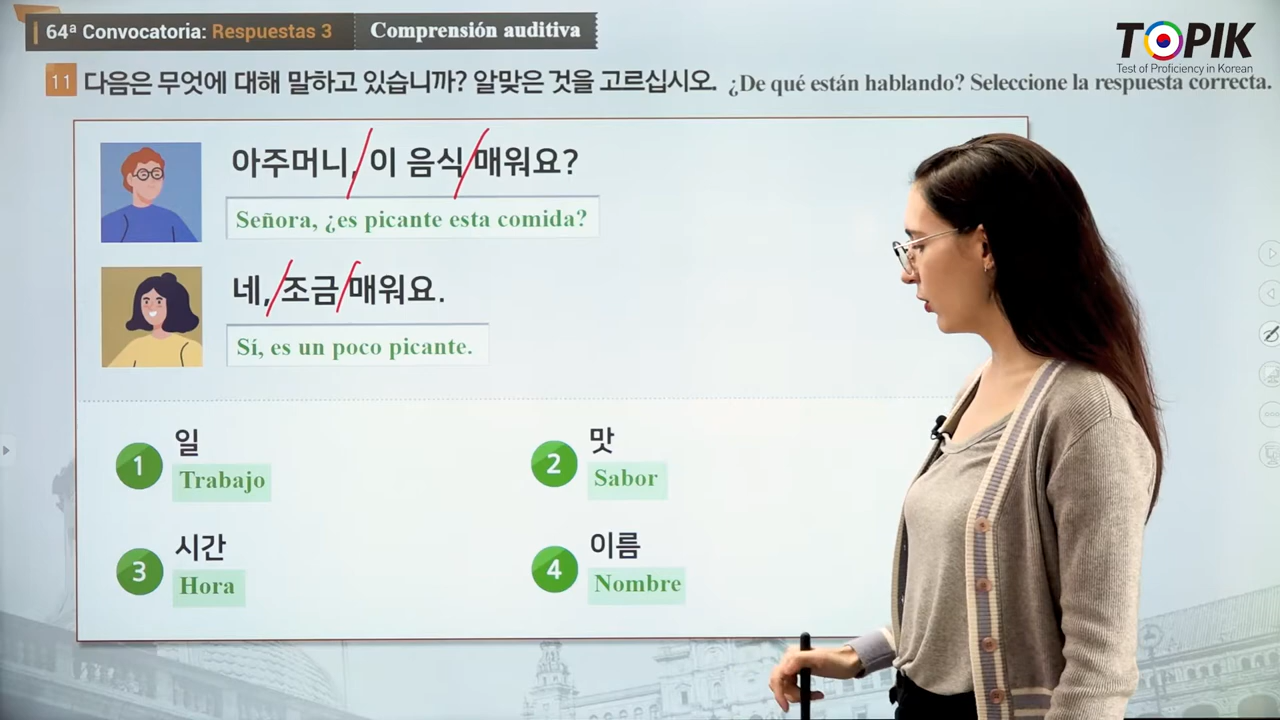 64ª Convocatoria: Respuestas 3 Comprensión auditiva
TOPIK
Test of Proficiency in Korean
11 다음은 무엇에 대해 말하고 있습니까? 알맞은 것을 고르십시오. ¿De qué están hablando? Seleccione la respuesta correcta.
아주머니, 이 음식 매워요?
Señora, ¿es picante esta comida?
네, 조금 매워요.
Sí, es un poco picante.
1 일
Trabajo
2 맛
Sabor
3 시간
Hora
4 이름
Nombre